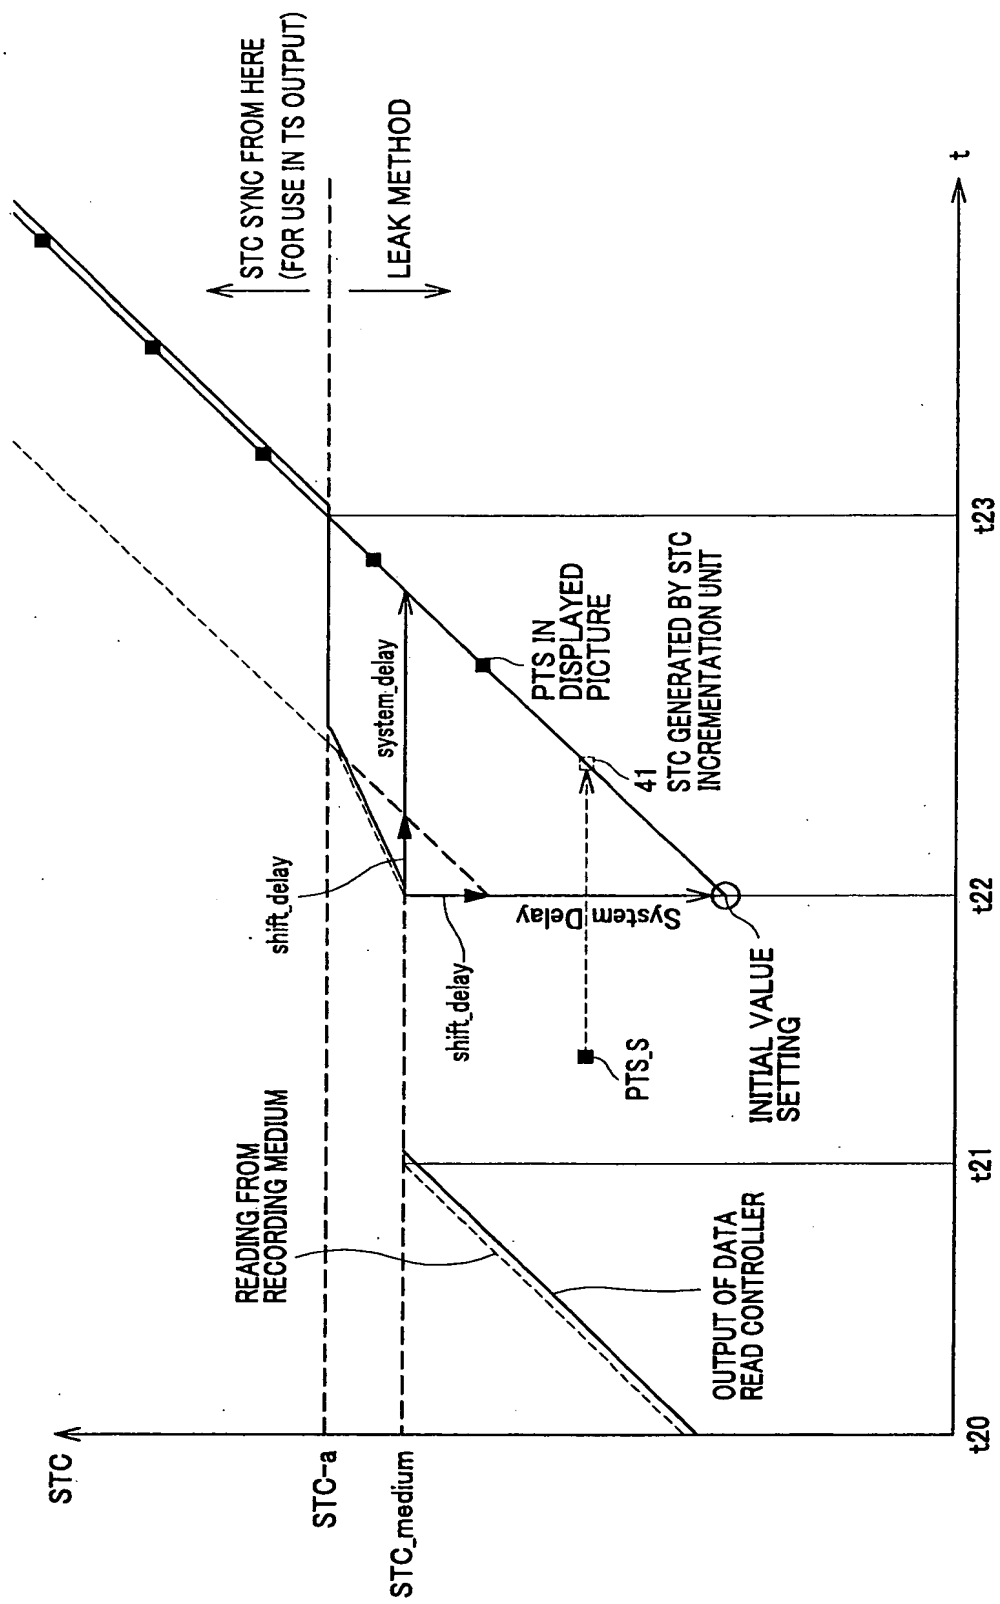 STC
STC-a
STC_medium
READING FROM
RECORDING MEDIUM
OUTPUT OF DATA
READ CONTROLLER
shift_delay
shift_delay
system_delay
System Delay
PTS_S
INITIAL VALUE
SETTING
41
STC GENERATED BY STC
INCREMENTATION UNIT
PTS IN
DISPLAYED
PICTURE
STC SYNC FROM HERE
(FOR USE IN TS OUTPUT)
LEAK METHOD
t20
t21
t22
t23
t